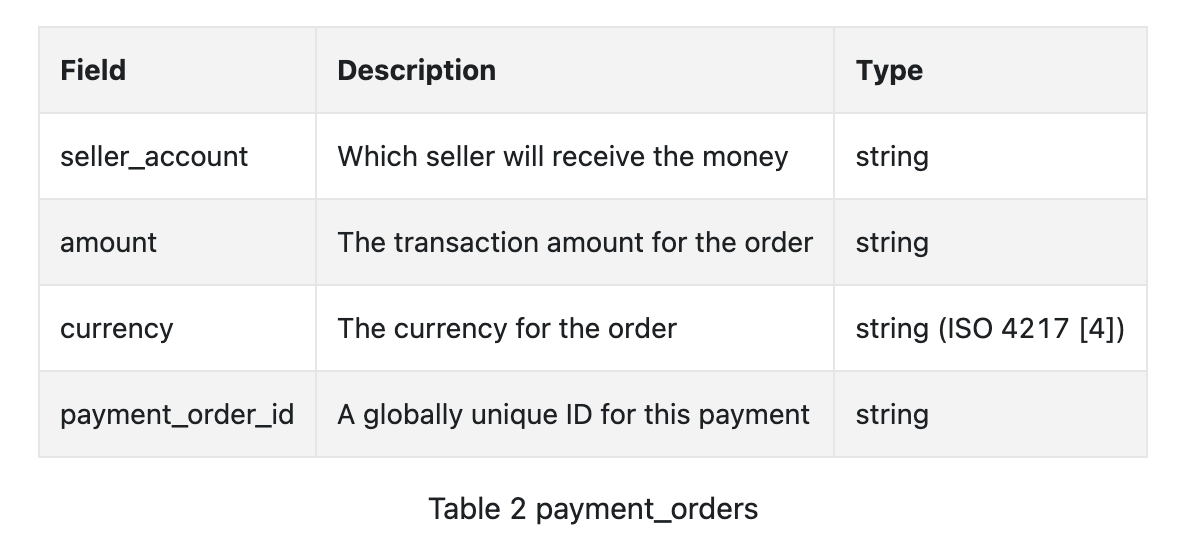 Field Description Type
seller_account Which seller will receive the money string
amount The transaction amount for the order string
currency The currency for the order string (ISO 4217 [4])
payment_order_id A globally unique ID for this payment string
Table 2 payment_orders